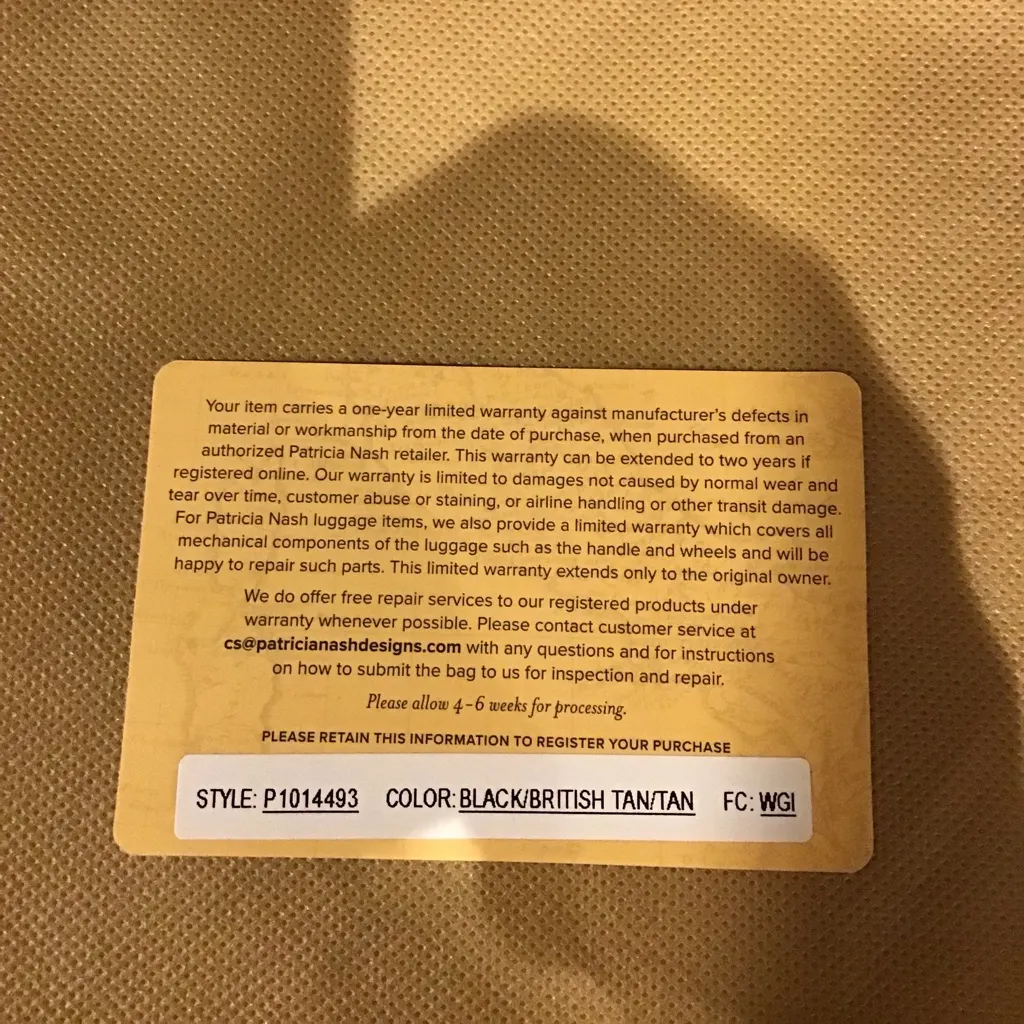 Your item carries a one-year limited warranty against manufacturer's defects in
material or workmanship from the date of purchase, when purchased from an
authorized Patricia Nash retailer. This warranty can be extended to two years if
registered online. Our warranty is limited to damages not caused by normal wear and
tear over time, customer abuse or staining, or airline handling or other transit damage.
For Patricia Nash luggage items, we also provide a limited warranty which covers all
mechanical components of the luggage such as the handle and wheels and will be
happy to repair such parts. This limited warranty extends only to the original owner.
We do offer free repair services to our registered products under
warranty whenever possible. Please contact customer service at
cs@patricianashdesigns.com with any questions and for instructions
on how to submit the bag to us for inspection and repair.
Please allow 4-6 weeks for processing.
PLEASE RETAIN THIS INFORMATION TO REGISTER YOUR PURCHASE
STYLE: P1014493 COLOR: BLACK/BRITISH TAN/TAN FC: WGI